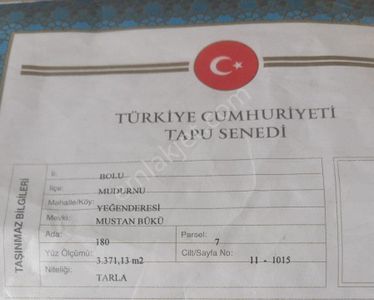 TÜRKİYE CUMHURİYETİ
TAPU SENEDİ
TAŞINMAZ BİLGİLERİ
İl: BOLU
İlçe: MUDURNU
Mahalle/Köy: YEĞENDERESİ
Mevki: MUSTAN BÜKÜ
Ada: 180 Parsel: 7
Yüz Ölçümü: 3.371,13 m2 Cilt/Sayfa No: 11 - 1015
Niteliği: TARLA